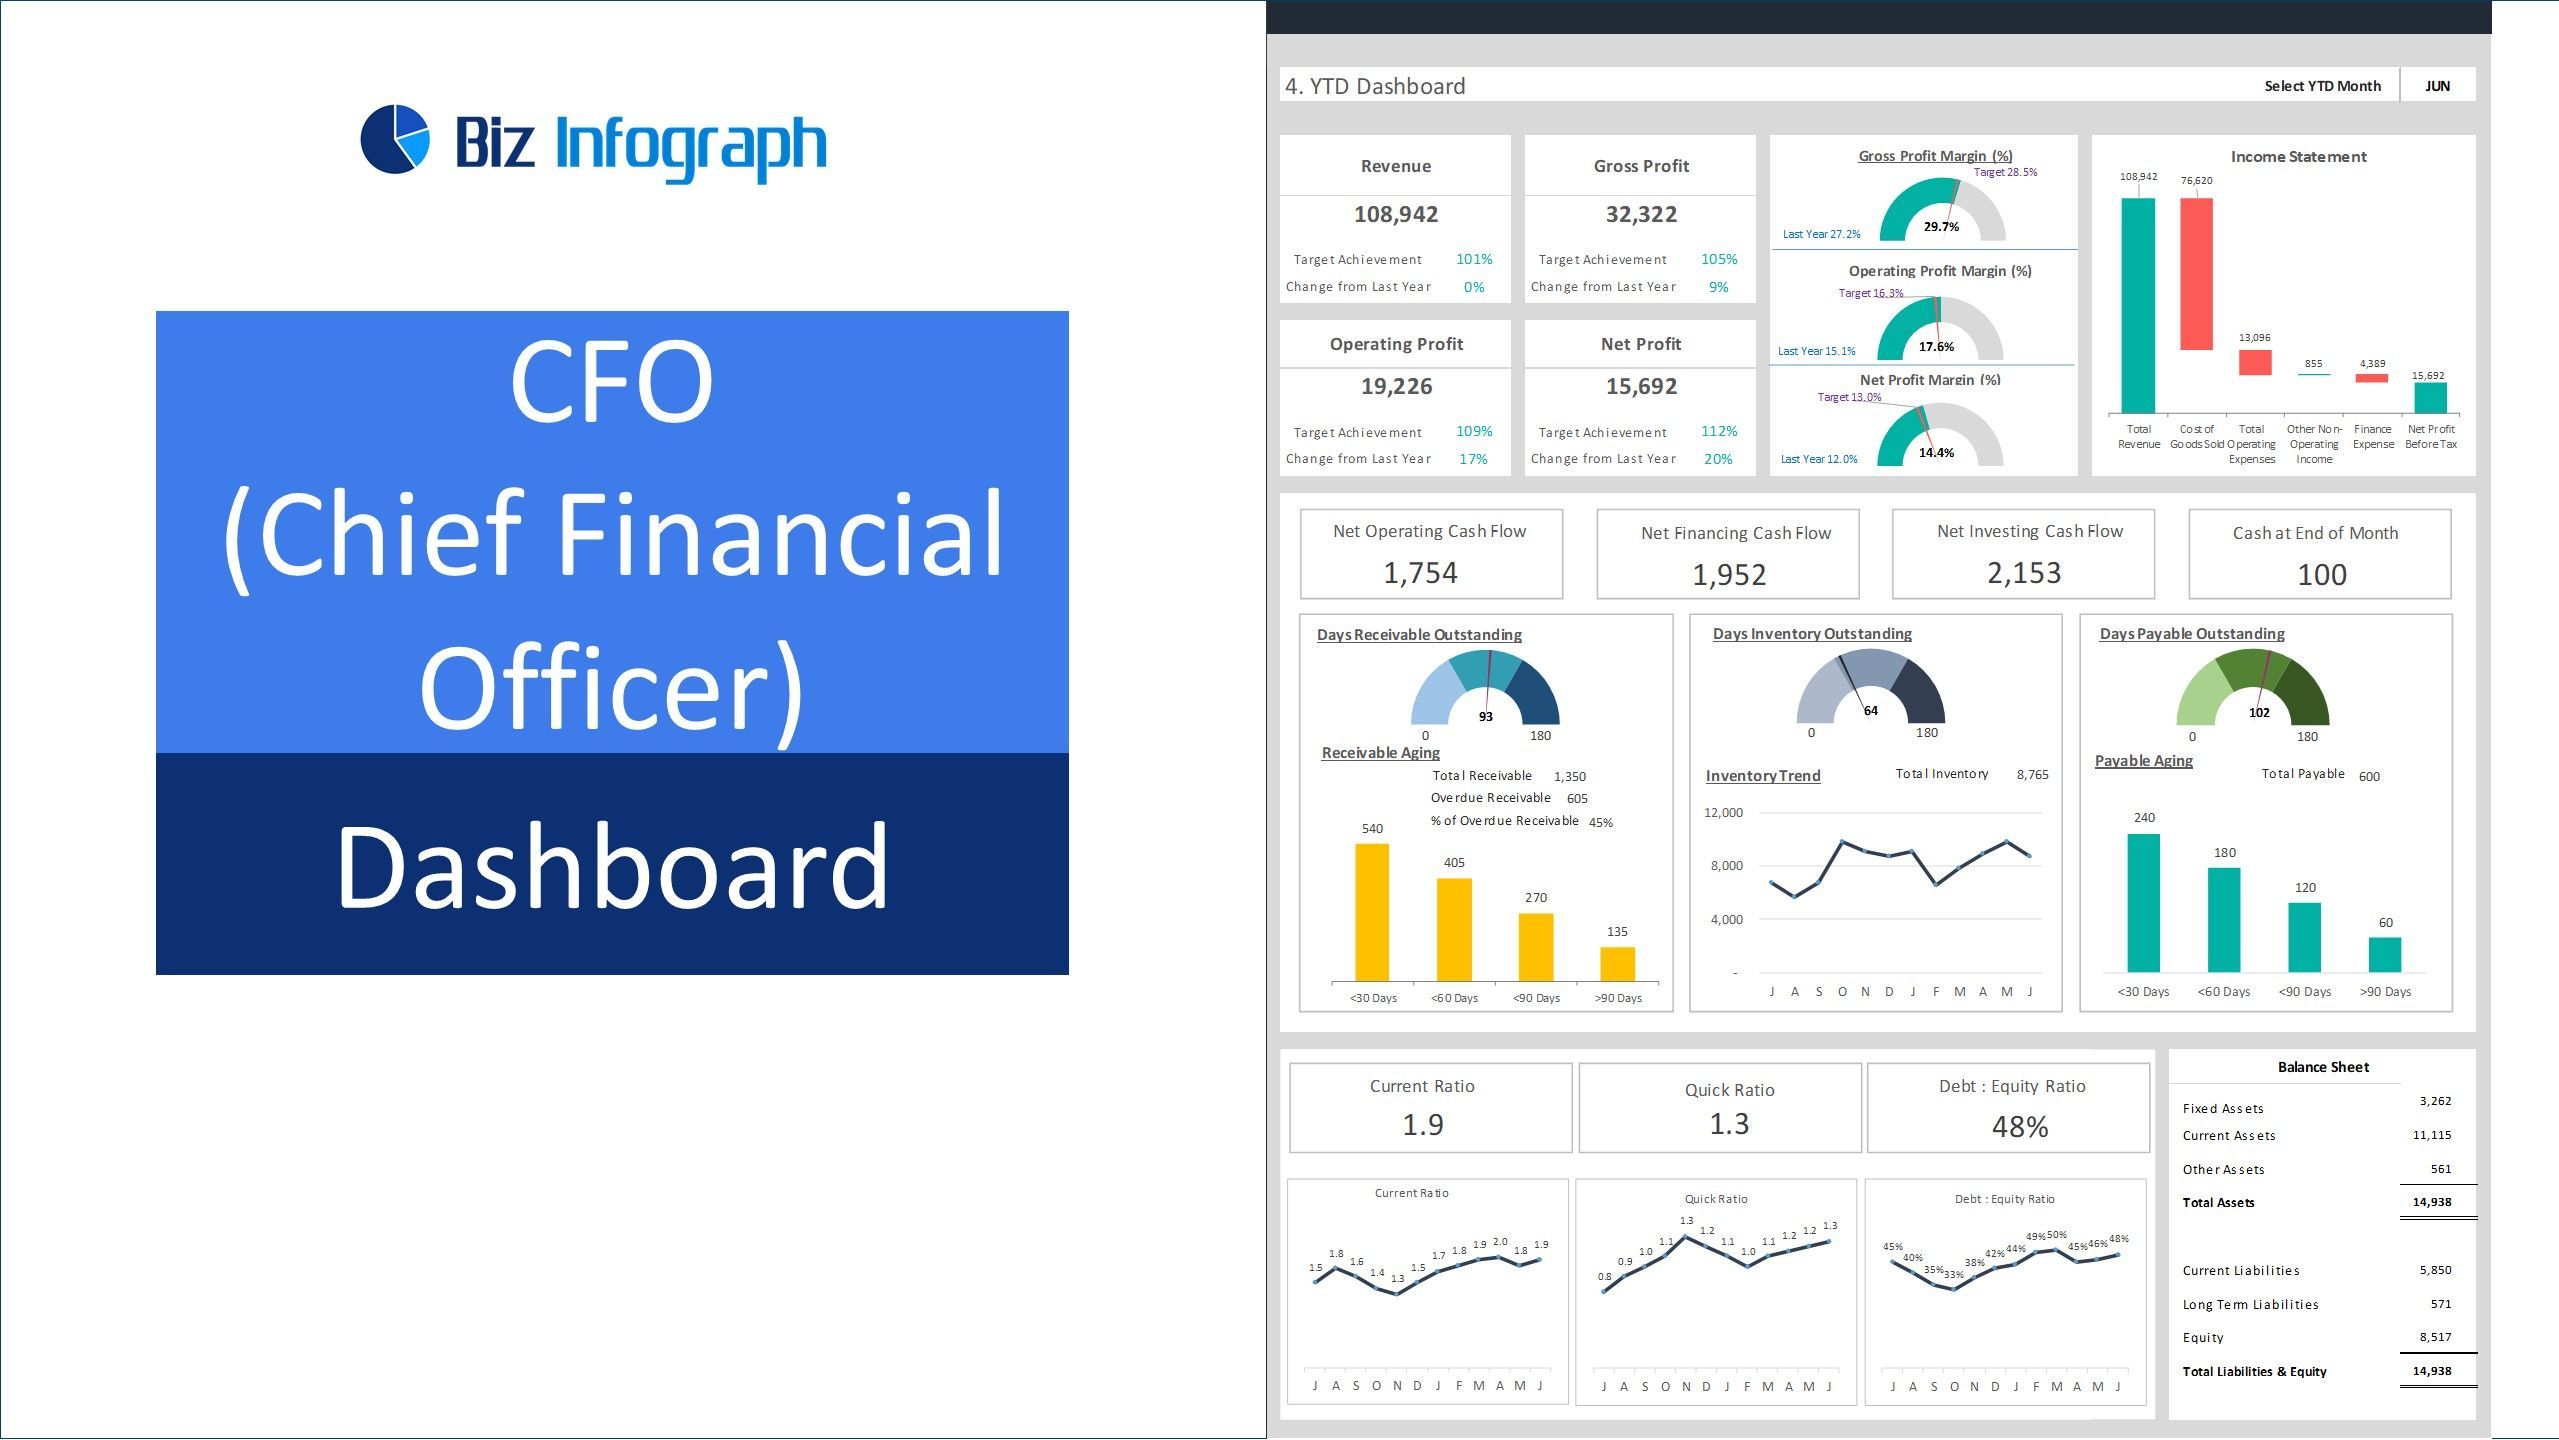 Biz Infograph
CFO
(Chief Financial
Officer)
Dashboard
4. YTD Dashboard
Select YTD Month
JUN
Revenue
108,942
Target Achievement 101%
Change from Last Year 0%
Gross Profit
32,322
Target Achievement 105%
Change from Last Year 9%
Operating Profit
19,226
Target Achievement 109%
Change from Last Year 17%
Net Profit
15,692
Target Achievement 112%
Change from Last Year 20%
Gross Profit Margin (%)
Target 28.5%
29.7%
Last Year 27.2%
Operating Profit Margin (%)
Target 16.3%
17.6%
Last Year 15.1%
Net Profit Margin (%)
Target 13.0%
14.4%
Last Year 12.0%
Income Statement
108,942
76,620
13,096
855
4,389
15,692
Total
Revenue
Cost of
Goods Sold
Total
Operating
Expenses
Other Non-
Operating
Income
Finance
Expense
Net Profit
Before Tax
Net Operating Cash Flow
1,754
Net Financing Cash Flow
1,952
Net Investing Cash Flow
2,153
Cash at End of Month
100
Days Receivable Outstanding
93
0 180
Receivable Aging
Total Receivable 1,350
Overdue Receivable 605
% of Overdue Receivable 45%
540
405
270
135
<30 Days <60 Days <90 Days >90 Days
Days Inventory Outstanding
64
0 180
Inventory Trend
Total Inventory 8,765
12,000
8,000
4,000
-
J A S O N D J F M A M J
Days Payable Outstanding
102
0 180
Payable Aging
Total Payable 600
240
180
120
60
<30 Days <60 Days <90 Days >90 Days
Current Ratio
1.9
Quick Ratio
1.3
Debt : Equity Ratio
48%
Current Ratio
1.5 1.8 1.6 1.4 1.3 1.5 1.7 1.8 1.9 2.0 1.8 1.9
J A S O N D J F M A M J
Quick Ratio
0.8 0.9 1.0 1.1 1.3 1.2 1.1 1.0 1.1 1.2 1.2 1.3
J A S O N D J F M A M J
Debt : Equity Ratio
45% 40% 35% 33% 38% 42% 44% 49% 50% 45% 46% 48%
J A S O N D J F M A M J
Balance Sheet
Fixed Assets 3,262
Current Assets 11,115
Other Assets 561
Total Assets 14,938
Current Liabilities 5,850
Long Term Liabilities 571
Equity 8,517
Total Liabilities & Equity 14,938